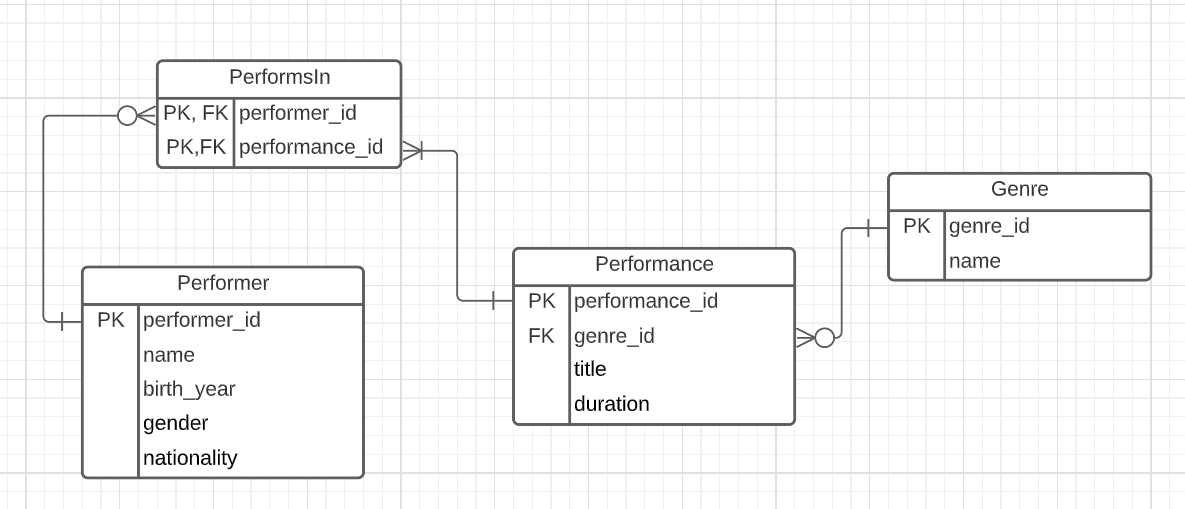 PerformsIn
PK, FK performer_id
PK,FK performance_id
Performer
PK performer_id
name
birth_year
gender
nationality
Performance
PK performance_id
FK genre_id
title
duration
Genre
PK genre_id
name